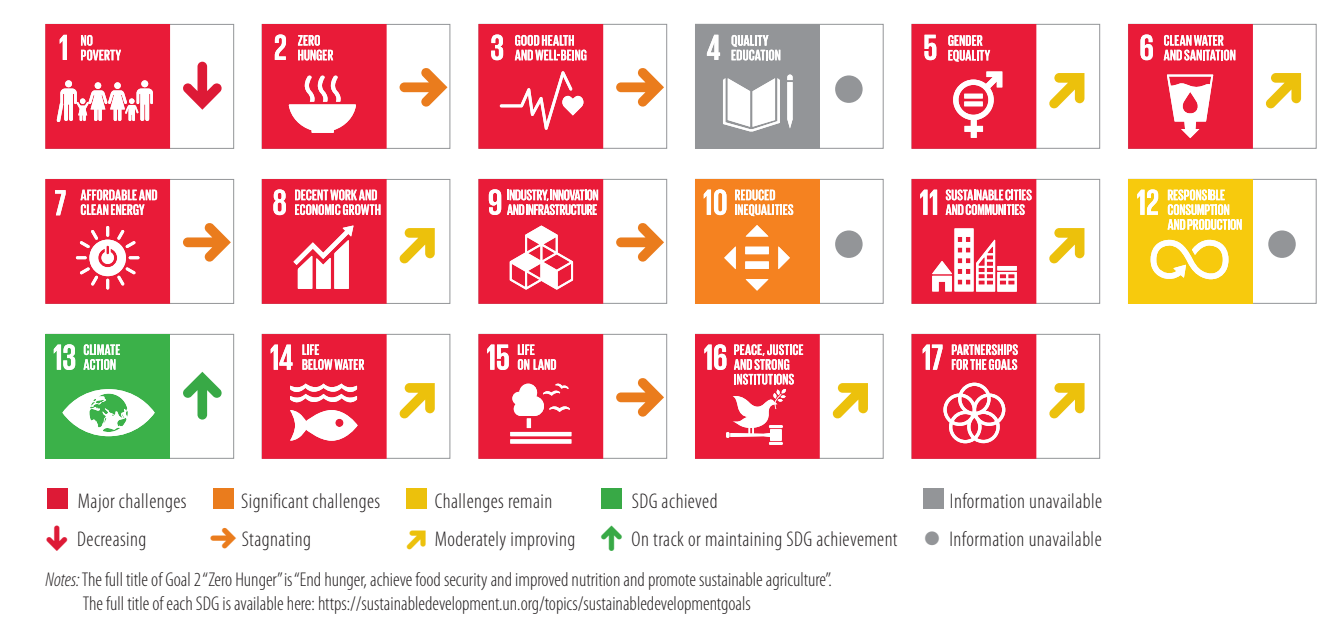 1 NO
POVERTY
2 ZERO
HUNGER
3 GOOD HEALTH
AND WELL-BEING
4 QUALITY
EDUCATION
5 GENDER
EQUALITY
6 CLEAN WATER
AND SANITATION
7 AFFORDABLE AND
CLEAN ENERGY
8 DECENT WORK AND
ECONOMIC GROWTH
9 INDUSTRY, INNOVATION
AND INFRASTRUCTURE
10 REDUCED
INEQUALITIES
11 SUSTAINABLE CITIES
AND COMMUNITIES
12 RESPONSIBLE
CONSUMPTION
AND PRODUCTION
13 CLIMATE
ACTION
14 LIFE
BELOW WATER
15 LIFE
ON LAND
16 PEACE, JUSTICE
AND STRONG
INSTITUTIONS
17 PARTNERSHIPS
FOR THE GOALS
Major challenges Significant challenges Challenges remain SDG achieved Information unavailable
Decreasing Stagnating Moderately improving On track or maintaining SDG achievement Information unavailable
Notes: The full title of Goal 2 “Zero Hunger” is “End hunger, achieve food security and improved nutrition and promote sustainable agriculture”.
The full title of each SDG is available here: https://sustainabledevelopment.un.org/topics/sustainabledevelopmentgoals